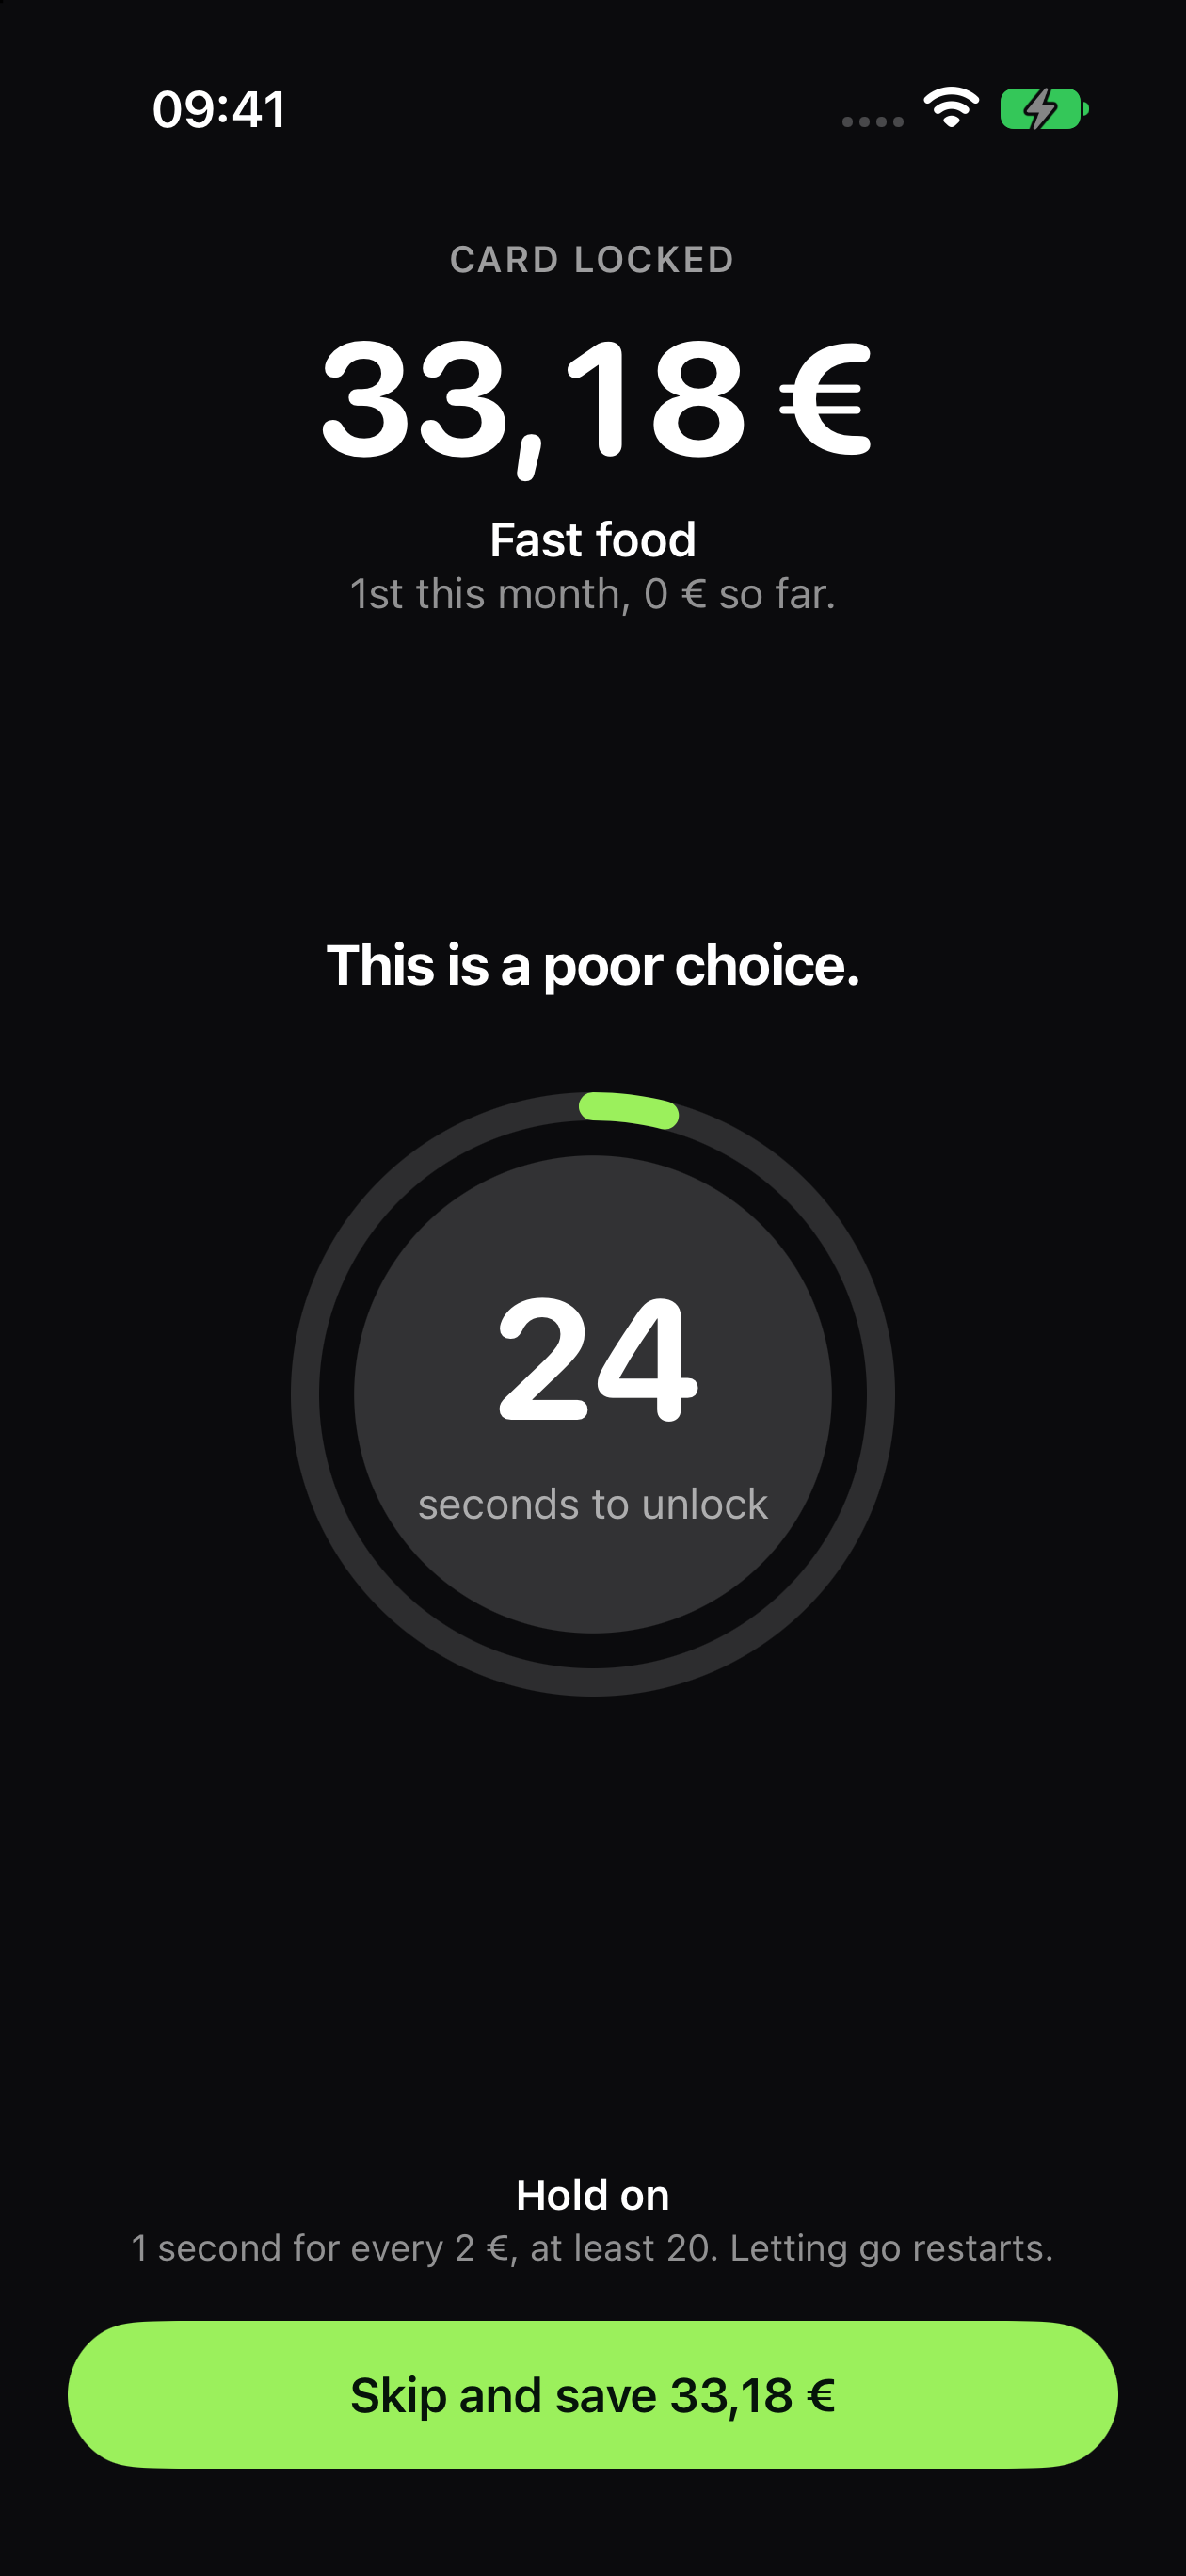 09:41
CARD LOCKED
33,18 €
Fast food
1st this month, 0 € so far.
This is a poor choice.
24
seconds to unlock
Hold on
1 second for every 2 €, at least 20. Letting go restarts.
Skip and save 33,18 €